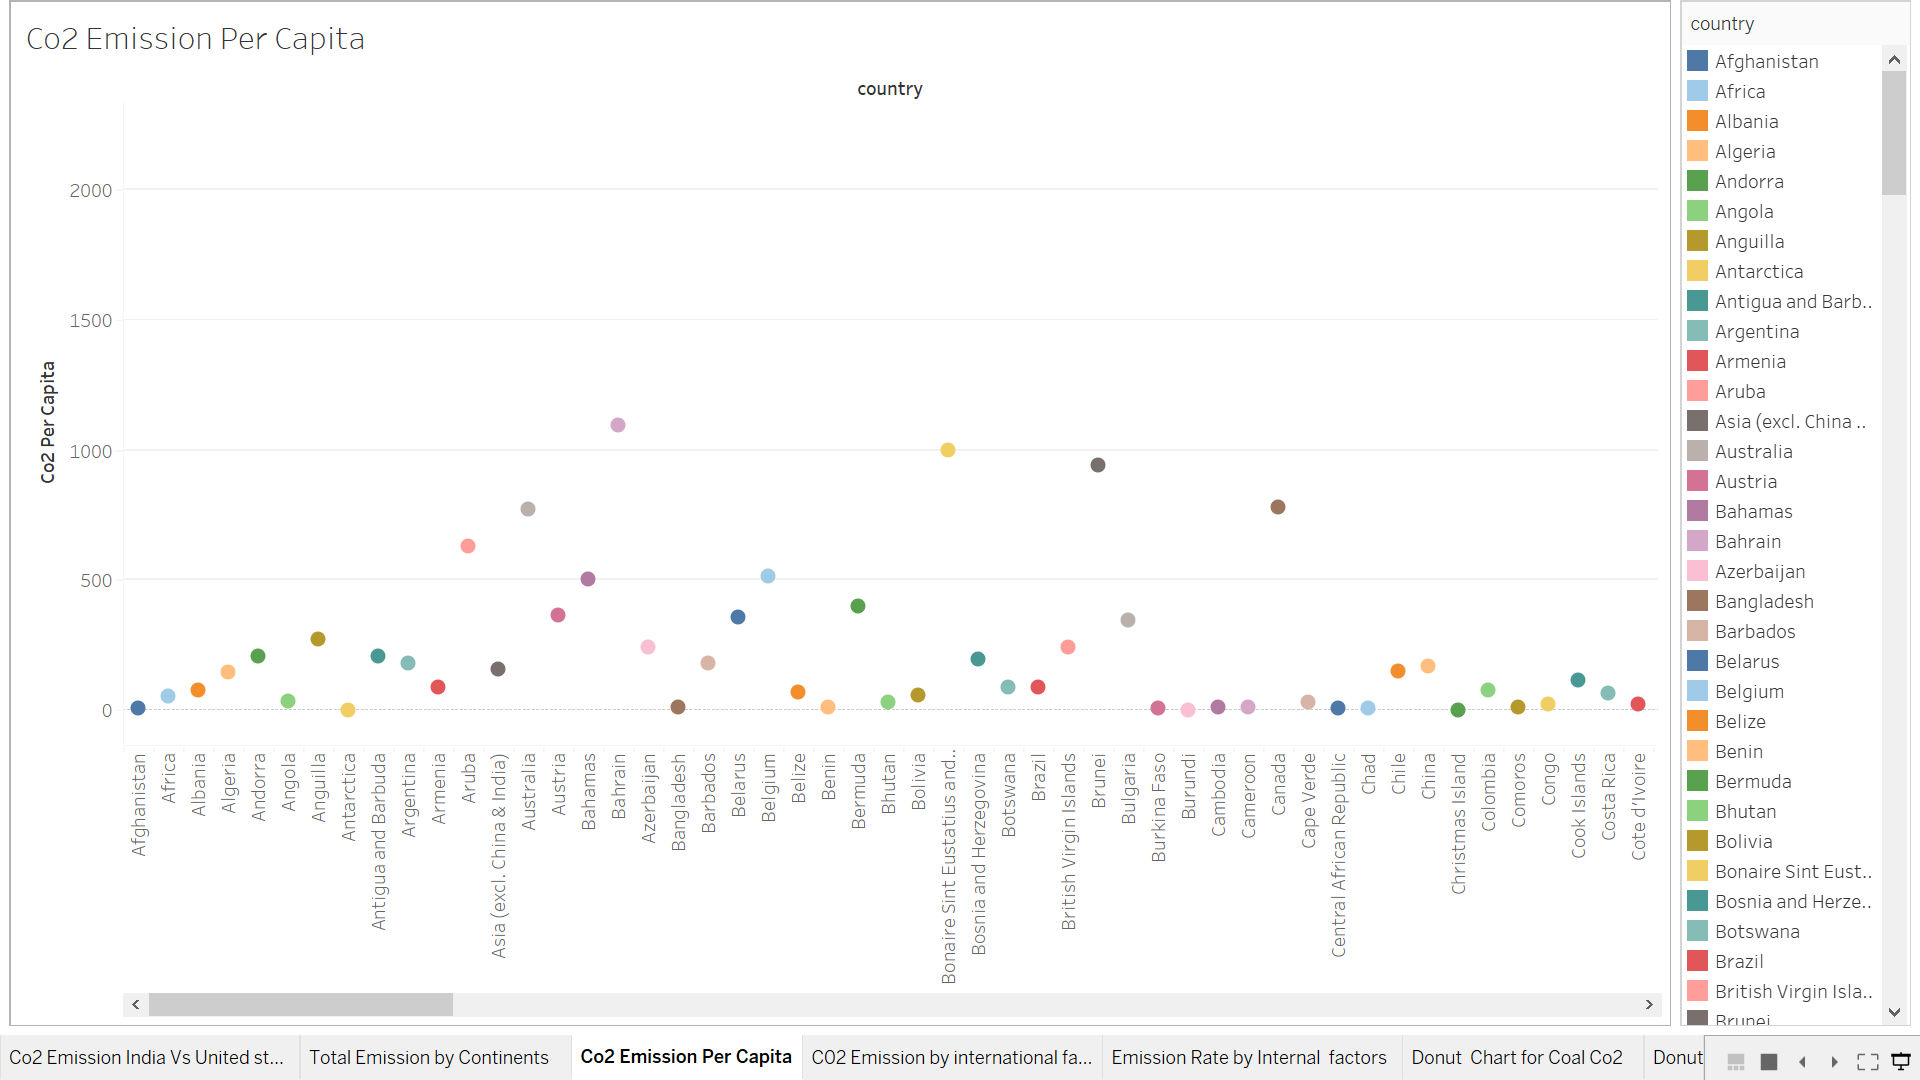 Co2 Emission Per Capita
country
2000
1500
1000
500
0
Co2 Per Capita
Afghanistan
Africa
Albania
Algeria
Andorra
Angola
Anguilla
Antarctica
Antigua and Barbuda
Argentina
Armenia
Aruba
Asia (excl. China & India)
Australia
Austria
Bahamas
Bahrain
Azerbaijan
Bangladesh
Barbados
Belarus
Belgium
Belize
Benin
Bermuda
Bhutan
Bolivia
Bonaire Sint Eustatius and..
Bosnia and Herzegovina
Botswana
Brazil
British Virgin Islands
Brunei
Bulgaria
Burkina Faso
Burundi
Cambodia
Cameroon
Canada
Cape Verde
Central African Republic
Chad
Chile
China
Christmas Island
Colombia
Comoros
Congo
Cook Islands
Costa Rica
Cote d'Ivoire
country
Afghanistan
Africa
Albania
Algeria
Andorra
Angola
Anguilla
Antarctica
Antigua and Barb..
Argentina
Armenia
Aruba
Asia (excl. China ..
Australia
Austria
Bahamas
Bahrain
Azerbaijan
Bangladesh
Barbados
Belarus
Belgium
Belize
Benin
Bermuda
Bhutan
Bolivia
Bonaire Sint Eust..
Bosnia and Herze..
Botswana
Brazil
British Virgin Isla..
Brunei
Co2 Emission India Vs United st...
Total Emission by Continents
Co2 Emission Per Capita
CO2 Emission by international fa...
Emission Rate by Internal factors
Donut Chart for Coal Co2
Donut